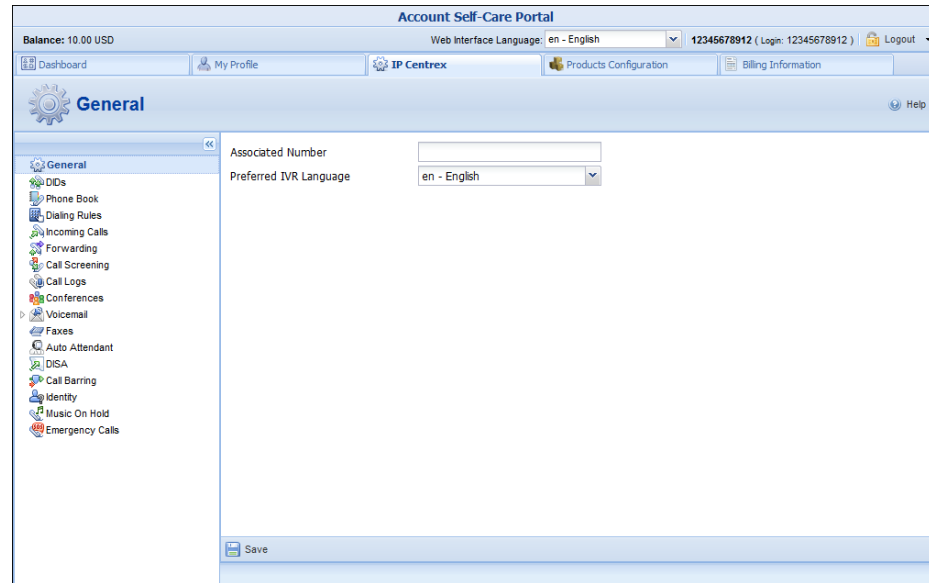 Account Self-Care Portal
Balance: 10.00 USD Web Interface Language: en - English 12345678912 ( Login: 12345678912 ) Logout
Dashboard My Profile IP Centrex Products Configuration Billing Information
General Help
General
DIDs
Phone Book
Dialing Rules
Incoming Calls
Forwarding
Call Screening
Call Logs
Conferences
Voicemail
Faxes
Auto Attendant
DISA
Call Barring
Identity
Music On Hold
Emergency Calls
Associated Number
Preferred IVR Language en - English
Save